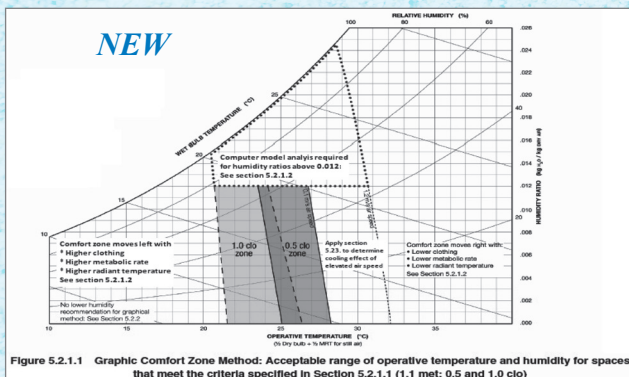 NEW
RELATIVE HUMIDITY (%)
100
80
60
.026
.024
.022
.020
40
.018
.016
.014
.012
.010
20
.008
.006
.004
.002
.000
HUMIDITY RATIO
WET BULB TEMPERATURE (°C)
25
20
15
10
Computer model analyis required
for humidity ratios above 0.012:
See section 5.2.1.2
Comfort zone moves left with
* Higher clothing
* Higher metabolic rate
* Higher radiant temperature
See section 5.2.1.2
1.0 clo
zone
0.5 clo
zone
Apply section
5.23. to determine
cooling effect of
elevated air speed
Comfort zone moves right with:
• Lower clothing
• Lower metabolic rate
• Lower radiant temperature
See Section 5.2.1.2
No lower humidity
recommendation for graphical
method: See Section 5.2.2
10
20
25
30
35
OPERATIVE TEMPERATURE (°C)
(½ Dry bulb + ½ MRT for still air)
Figure 5.2.1.1 Graphic Comfort Zone Method: Acceptable range of operative temperature and humidity for spaces
that meet the criteria specified in Section 5.2.1.1 (1.1 met; 0.5 and 1.0 clo)